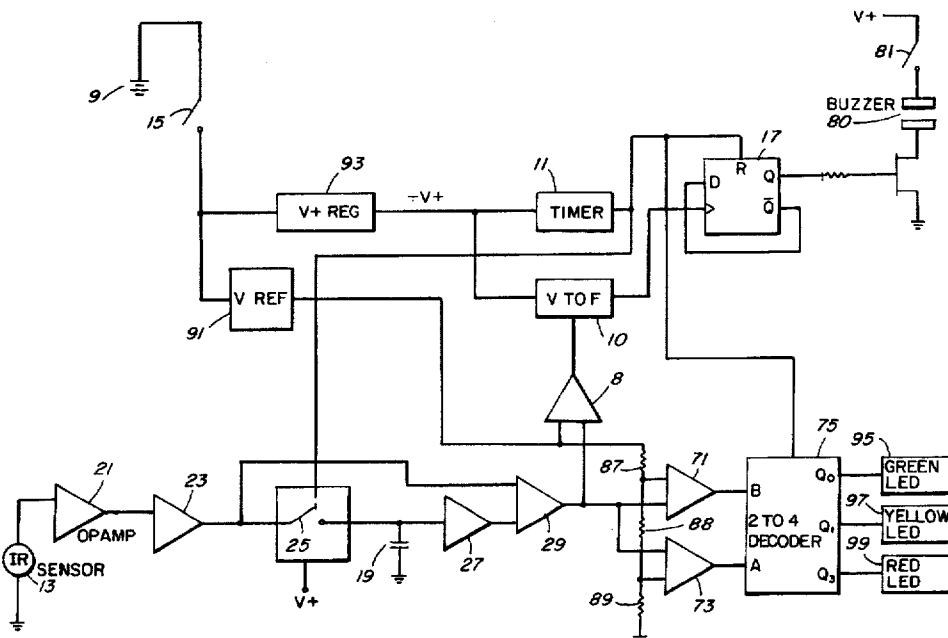 V+
81
9
15
BUZZER
80
17
93
11
R
V+ REG
÷V+
TIMER
D
Q
Q̅
V REF
91
V TO F
10
8
75
95
21
23
87
71
Q0
GREEN LED
97
B
88
25
29
2 TO 4 DECODER
Q1
YELLOW LED
OPAMP
99
IR
SENSOR
13
19
27
A
Q3
RED LED
V+
89
73